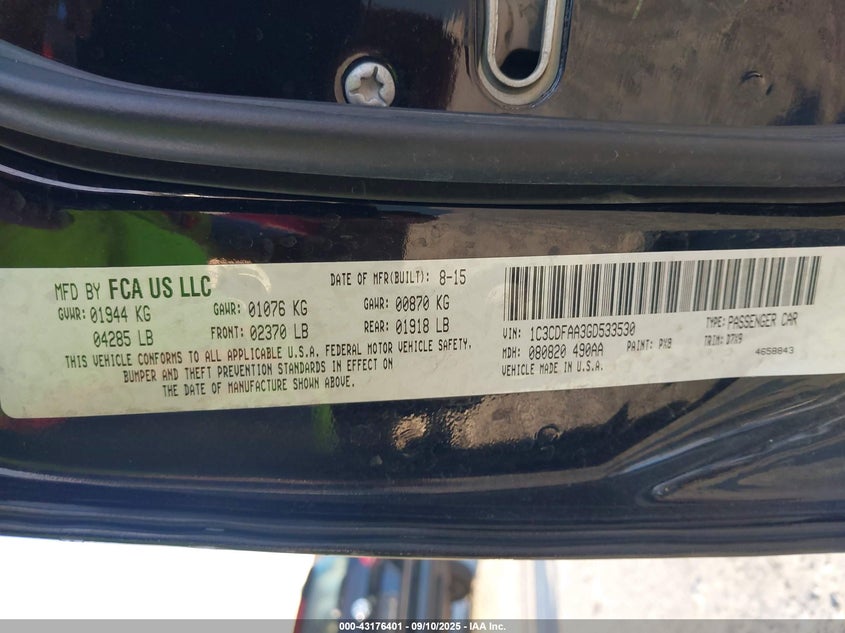 MFD BY FCA US LLC
DATE OF MFR(BUILT): 8-15
GVWR: 01944 KG GAWR: 01076 KG GAWR: 00870 KG
04285 LB FRONT: 02370 LB REAR: 01918 LB
THIS VEHICLE CONFORMS TO ALL APPLICABLE U.S.A. FEDERAL MOTOR VEHICLE SAFETY,
BUMPER AND THEFT PREVENTION STANDARDS IN EFFECT ON
THE DATE OF MANUFACTURE SHOWN ABOVE.
VIN: 1C3CDFAA3GD533530 TYPE: PASSENGER CAR
MDH: 080820 490AA PAINT: PX8 TRIM: D7X9
VEHICLE MADE IN U.S.A. 4658843
000-43176401 - 09/10/2025 - IAA Inc.